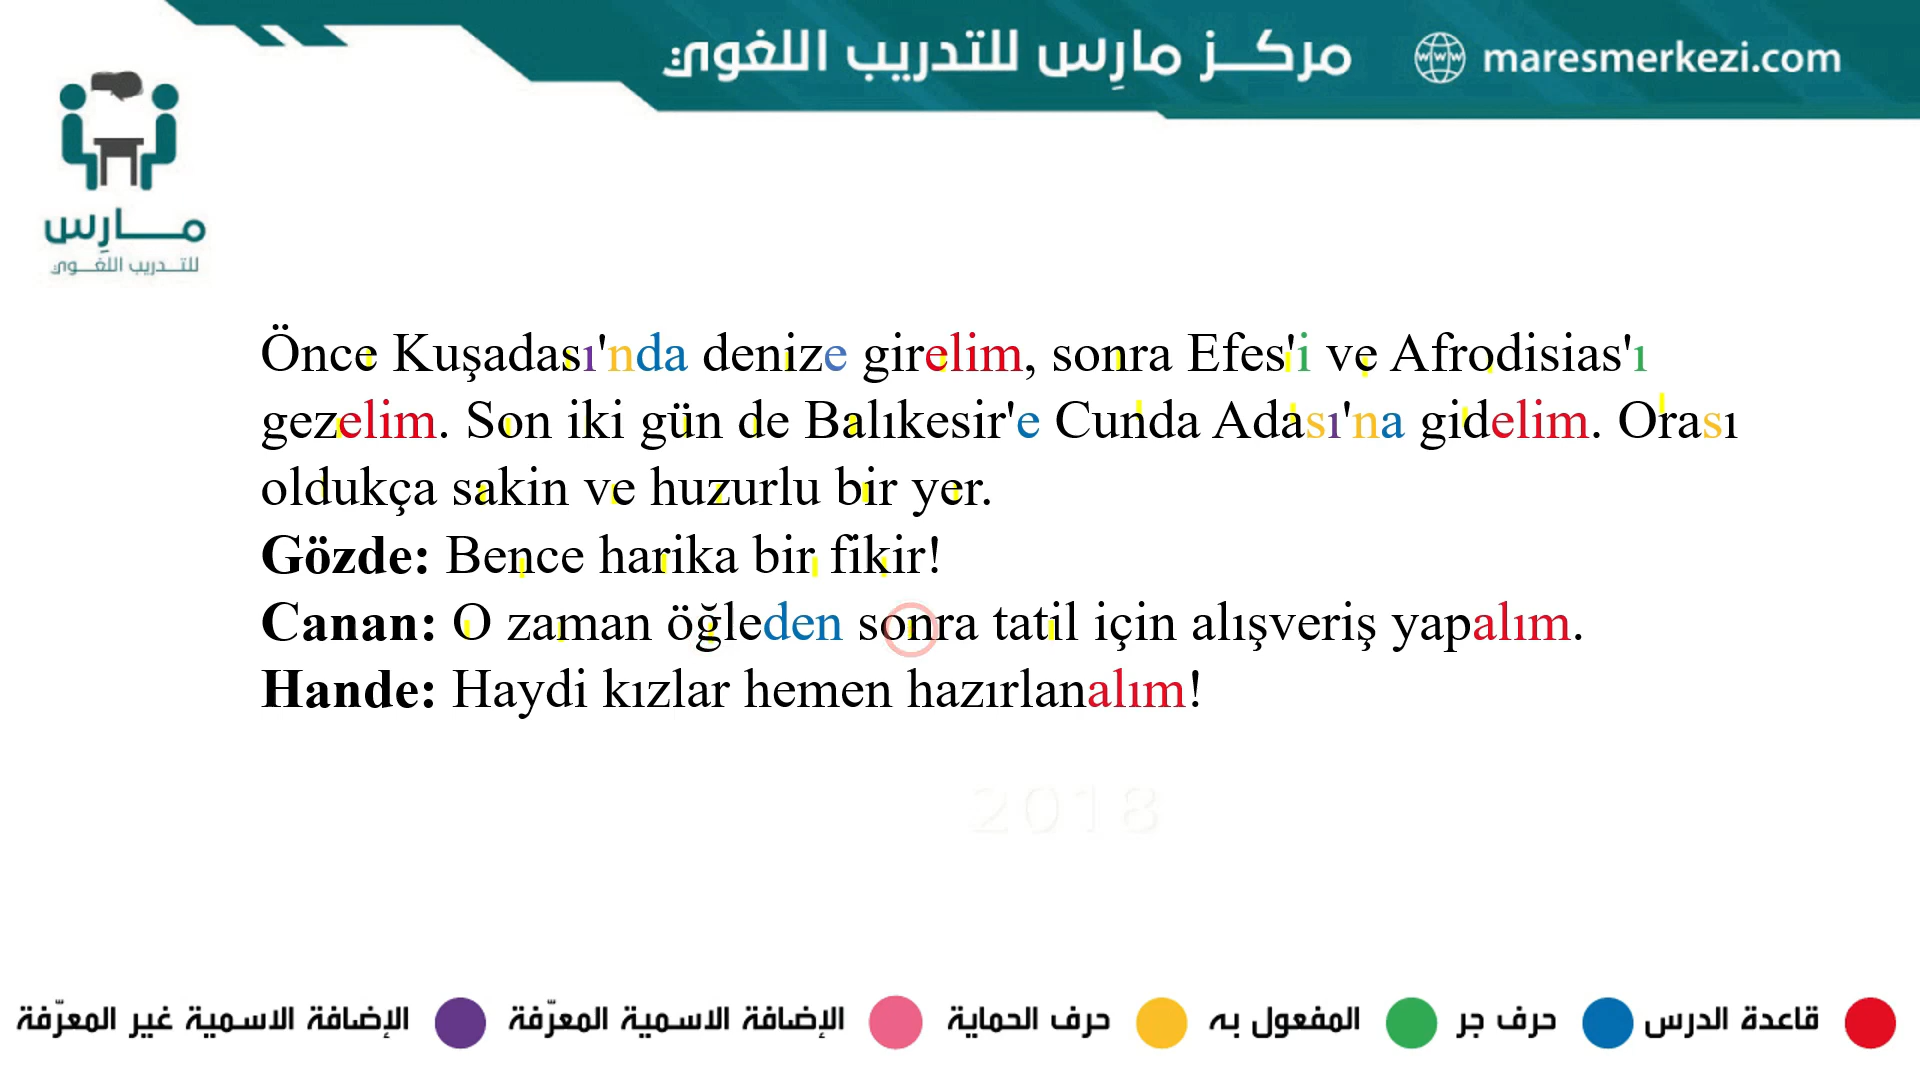 مركز مارِس للتدريب اللغوي
www
maresmerkezi.com
مارِس
للتدريب اللغوي
Önce Kuşadası'nda denize girelim, sonra Efes'i ve Afrodisias'ı
gezelim. Son iki gün de Balıkesir'e Cunda Adası'na gidelim. Orası
oldukça sakin ve huzurlu bir yer.
Gözde: Bence harika bir fikir!
Canan: O zaman öğleden sonra tatil için alışveriş yapalım.
Hande: Haydi kızlar hemen hazırlanalım!
2018
قاعدة الدرس حرف جر المفعول به حرف الحماية الإضافة الاسمية المعرّفة الإضافة الاسمية غير المعرّفة